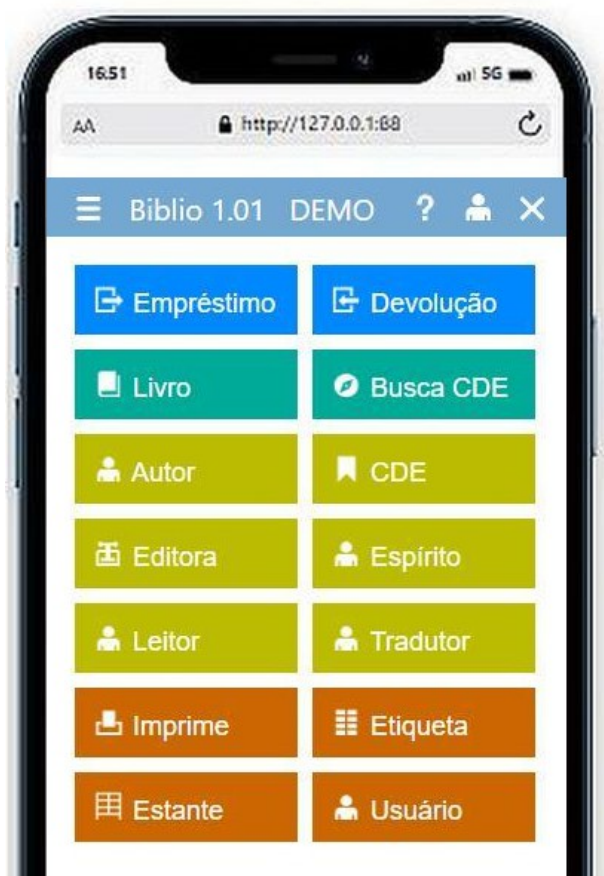 16:51 5G
AA http://127.0.0.1:88
Biblio 1.01 DEMO ?
Empréstimo Devolução
Livro Busca CDE
Autor CDE
Editora Espírito
Leitor Tradutor
Imprime Etiqueta
Estante Usuário